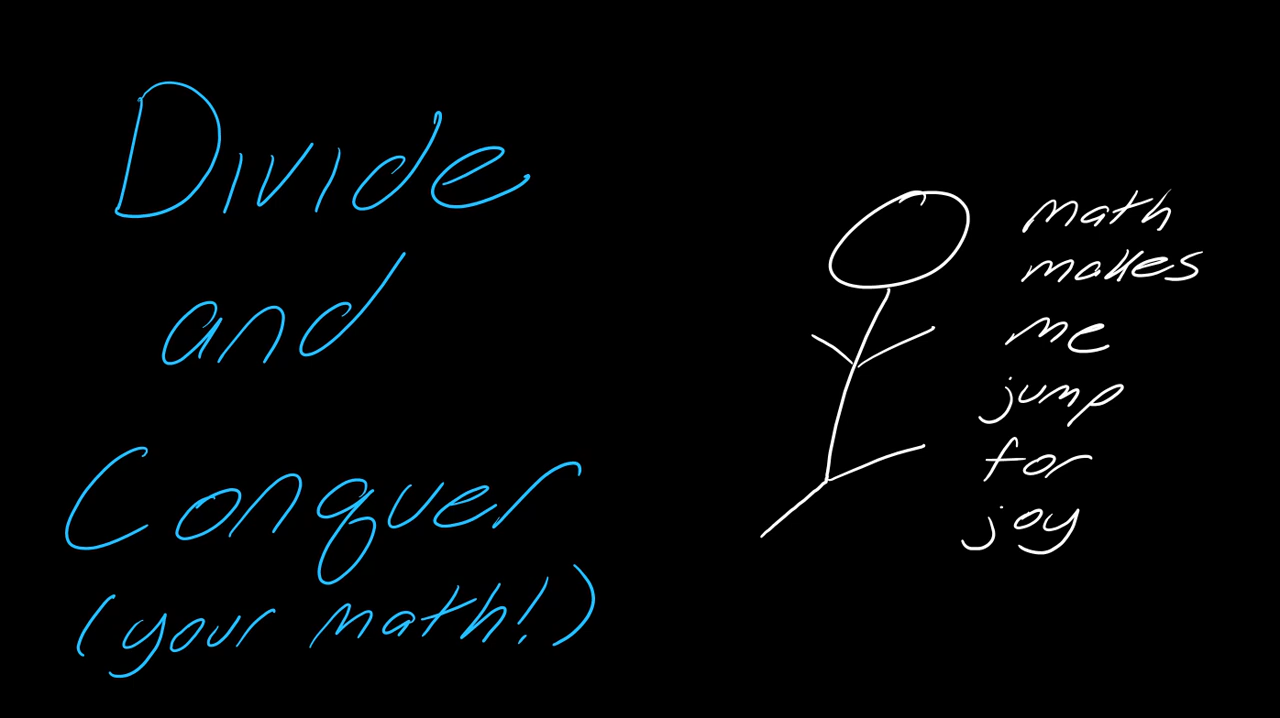 Divide
and
Conquer
(your math!)
math
makes
me
jump
for
joy